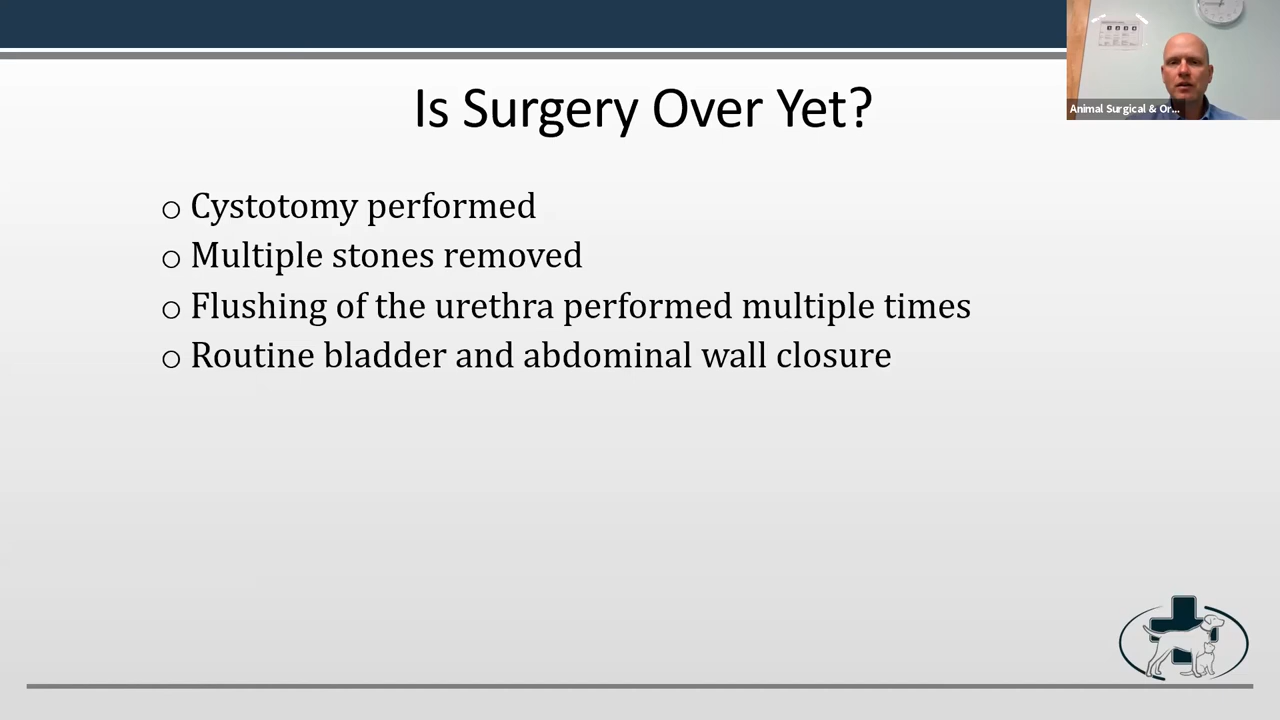 Is Surgery Over Yet?
Animal Surgical & Or...
○ Cystotomy performed
○ Multiple stones removed
○ Flushing of the urethra performed multiple times
○ Routine bladder and abdominal wall closure